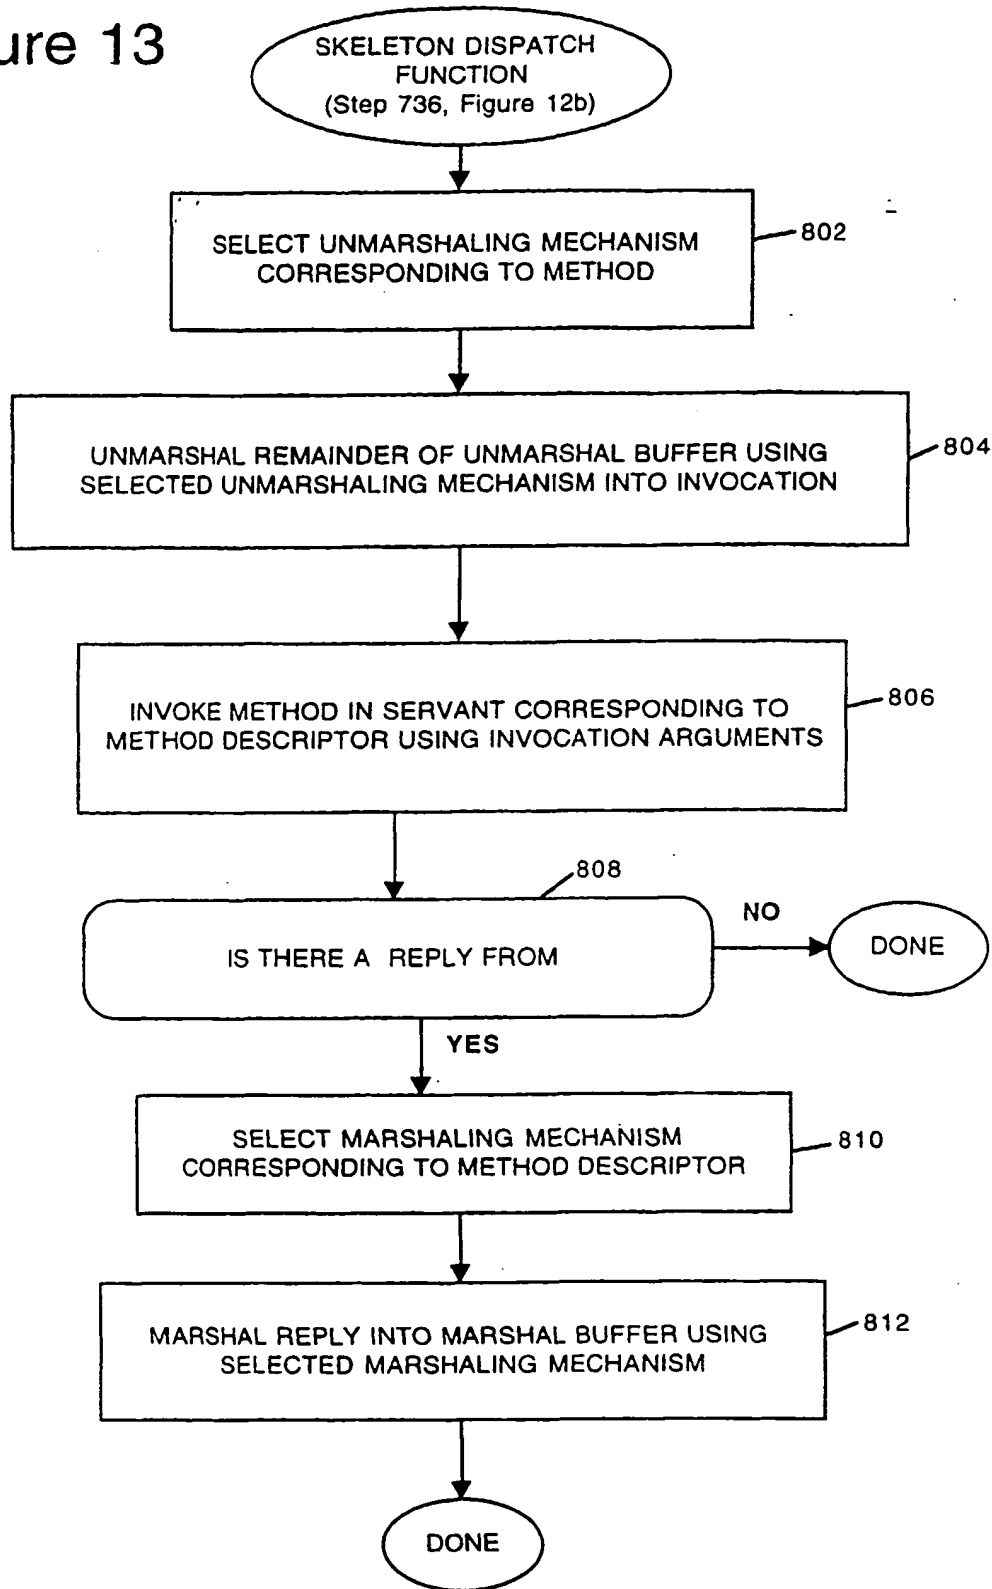 ure 13
SKELETON DISPATCH
FUNCTION
(Step 736, Figure 12b)
SELECT UNMARSHALING MECHANISM
CORRESPONDING TO METHOD
802
UNMARSHAL REMAINDER OF UNMARSHAL BUFFER USING
SELECTED UNMARSHALING MECHANISM INTO INVOCATION
804
INVOKE METHOD IN SERVANT CORRESPONDING TO
METHOD DESCRIPTOR USING INVOCATION ARGUMENTS
806
808
IS THERE A REPLY FROM
NO
DONE
YES
SELECT MARSHALING MECHANISM
CORRESPONDING TO METHOD DESCRIPTOR
810
MARSHAL REPLY INTO MARSHAL BUFFER USING
SELECTED MARSHALING MECHANISM
812
DONE